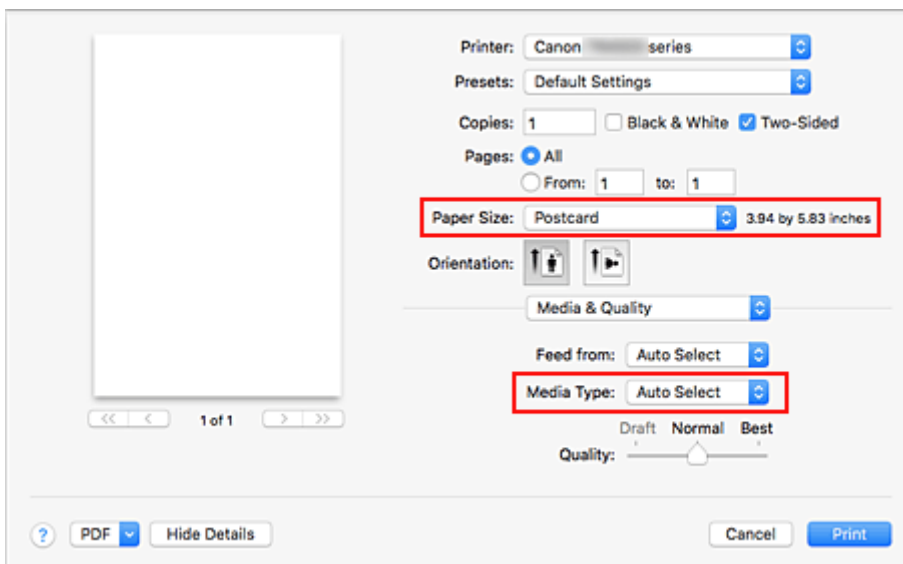 Printer: Canon series
Presets: Default Settings
Copies: 1 Black & White Two-Sided
Pages: All
From: 1 to: 1
Paper Size: Postcard 3.94 by 5.83 inches
Orientation:
Media & Quality
Feed from: Auto Select
Media Type: Auto Select
<< < 1 of 1 > >>
Draft Normal Best
Quality:
? PDF Hide Details Cancel Print